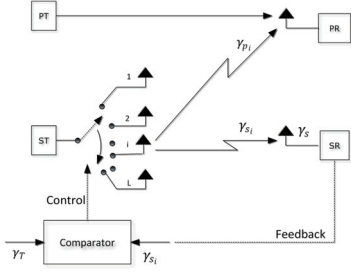 PT
PR
1
γ_{p_i}
2
ST
i
γ_{s_i}
γ_s
SR
L
Control
Feedback
γ_T
Comparator
γ_{s_i}